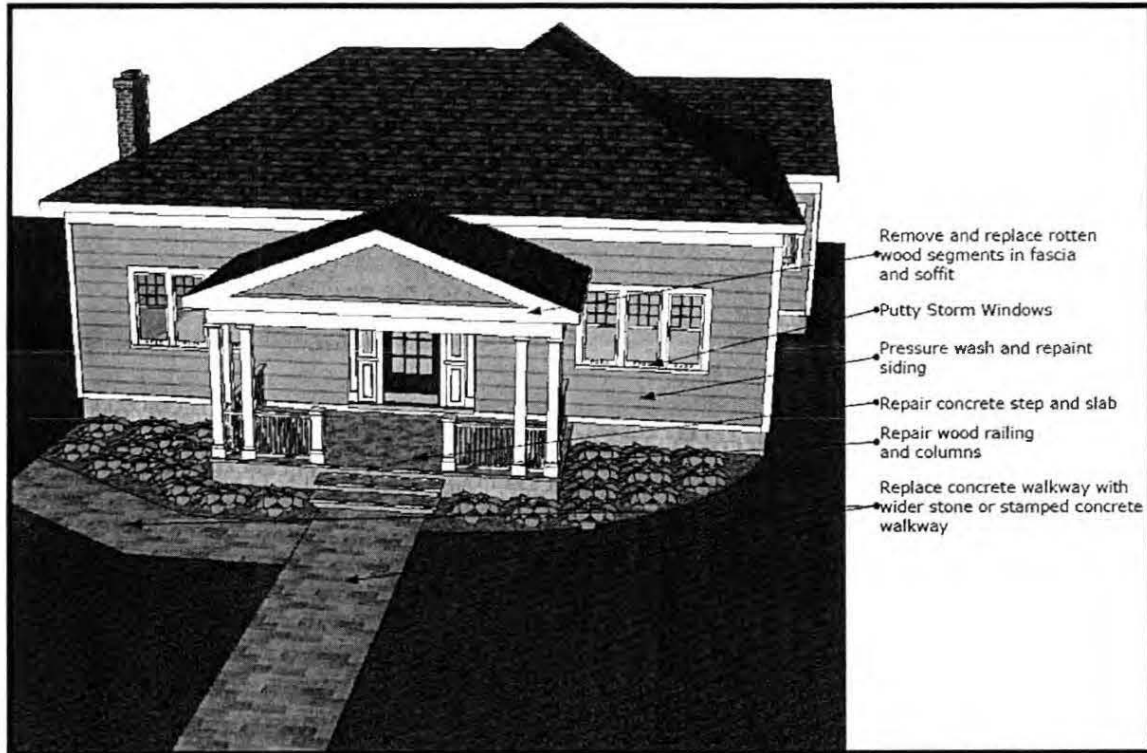 Remove and replace rotten
wood segments in fascia
and soffit
Putty Storm Windows
Pressure wash and repaint
siding
Repair concrete step and slab
Repair wood railing
and columns
Replace concrete walkway with
wider stone or stamped concrete
walkway